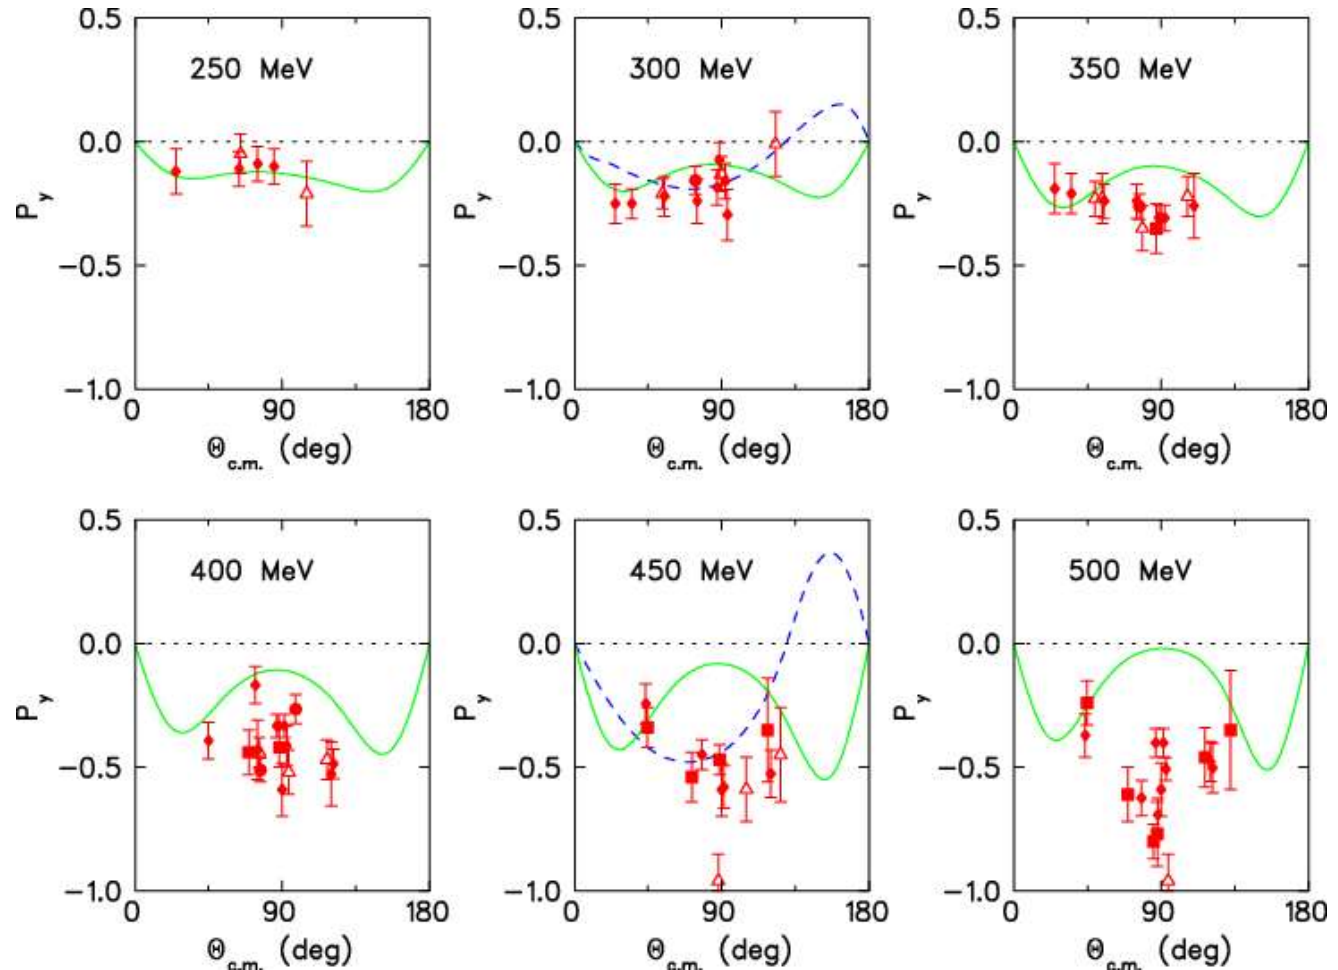 0.5 0.5 0.5
250 MeV 300 MeV 350 MeV
0.0 0.0 0.0
P_y P_y P_y
−0.5 −0.5 −0.5
−1.0 −1.0 −1.0
0 90 180 0 90 180 0 90 180
Θ_c.m. (deg) Θ_c.m. (deg) Θ_c.m. (deg)
0.5 0.5 0.5
400 MeV 450 MeV 500 MeV
0.0 0.0 0.0
P_y P_y P_y
−0.5 −0.5 −0.5
−1.0 −1.0 −1.0
0 90 180 0 90 180 0 90 180
Θ_c.m. (deg) Θ_c.m. (deg) Θ_c.m. (deg)